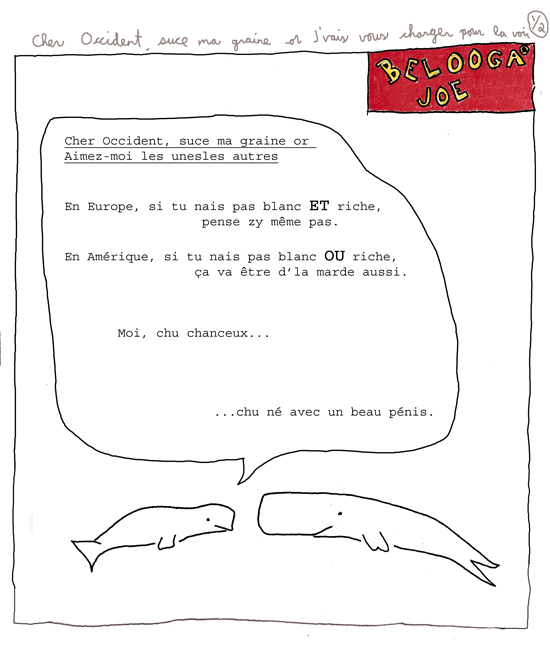 Cher Occident, suce ma graine or J'vais vous changer pour la voir 1/2
BELOOGA
JOE
Cher Occident, suce ma graine or
Aimez-moi les unesles autres
En Europe, si tu nais pas blanc ET riche,
pense zy même pas.
En Amérique, si tu nais pas blanc OU riche,
ça va être d'la marde aussi.
Moi, chu chanceux...
...chu né avec un beau pénis.